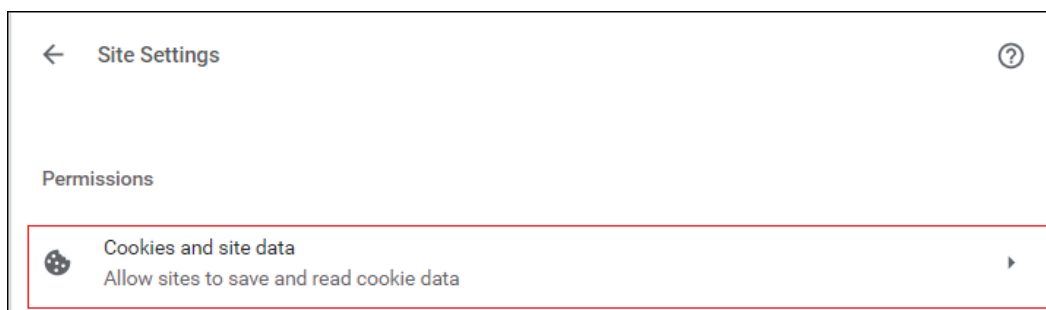 Site Settings
Permissions
Cookies and site data
Allow sites to save and read cookie data